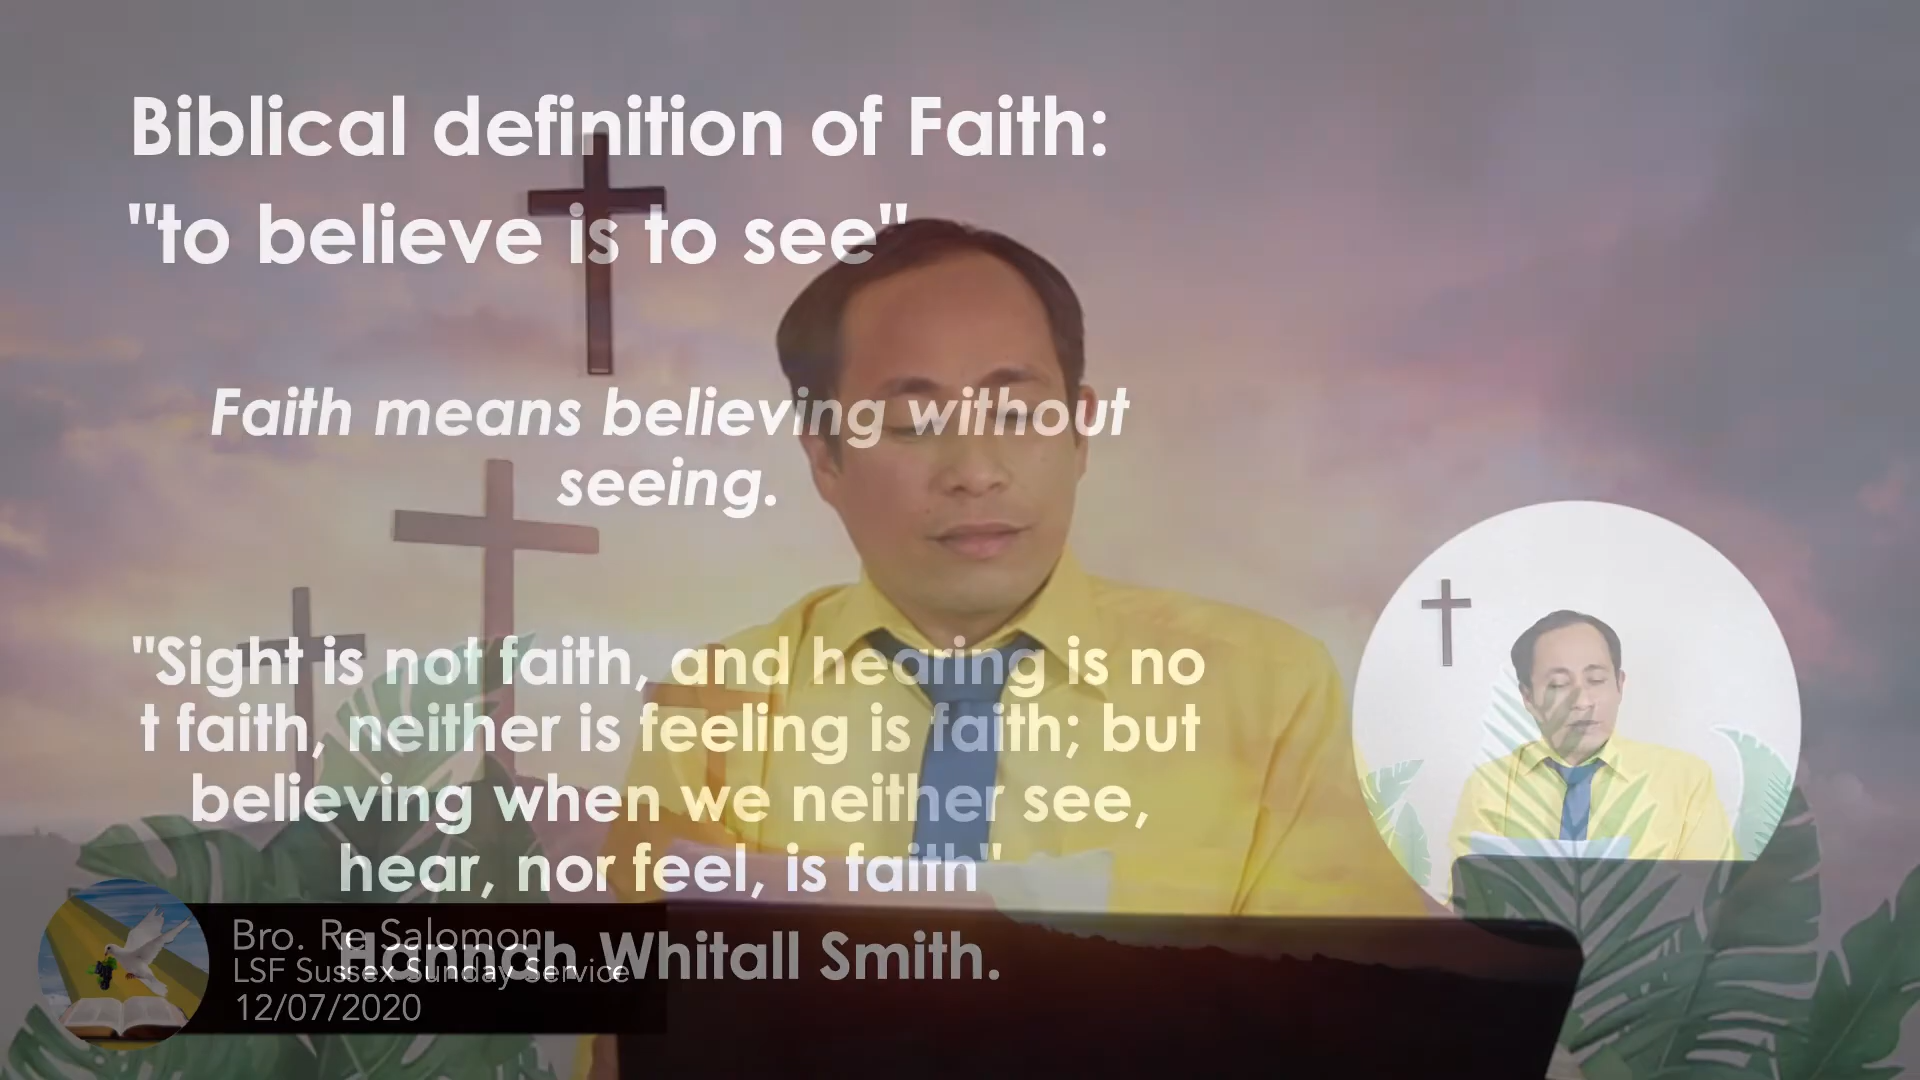 Biblical definition of Faith:
"to believe is to see"
Faith means believing without
seeing.
"Sight is not faith, and hearing is no
t faith, neither is feeling is faith; but
believing when we neither see,
hear, nor feel, is faith"
Hannah Whitall Smith.
Bro. Re Salomon
LSF Sussex Sunday Service
12/07/2020